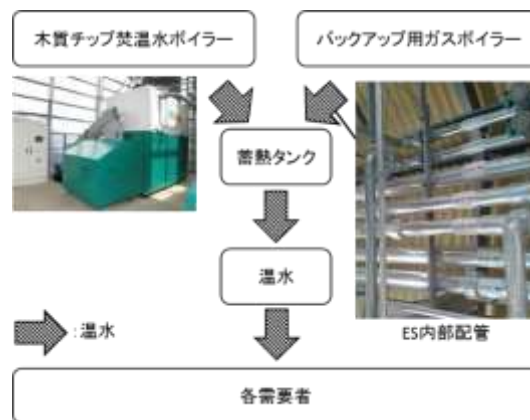 木質チップ焚温水ボイラー
バックアップ用ガスボイラー
蓄熱タンク
温水
:温水
ES内部配管
各需要者